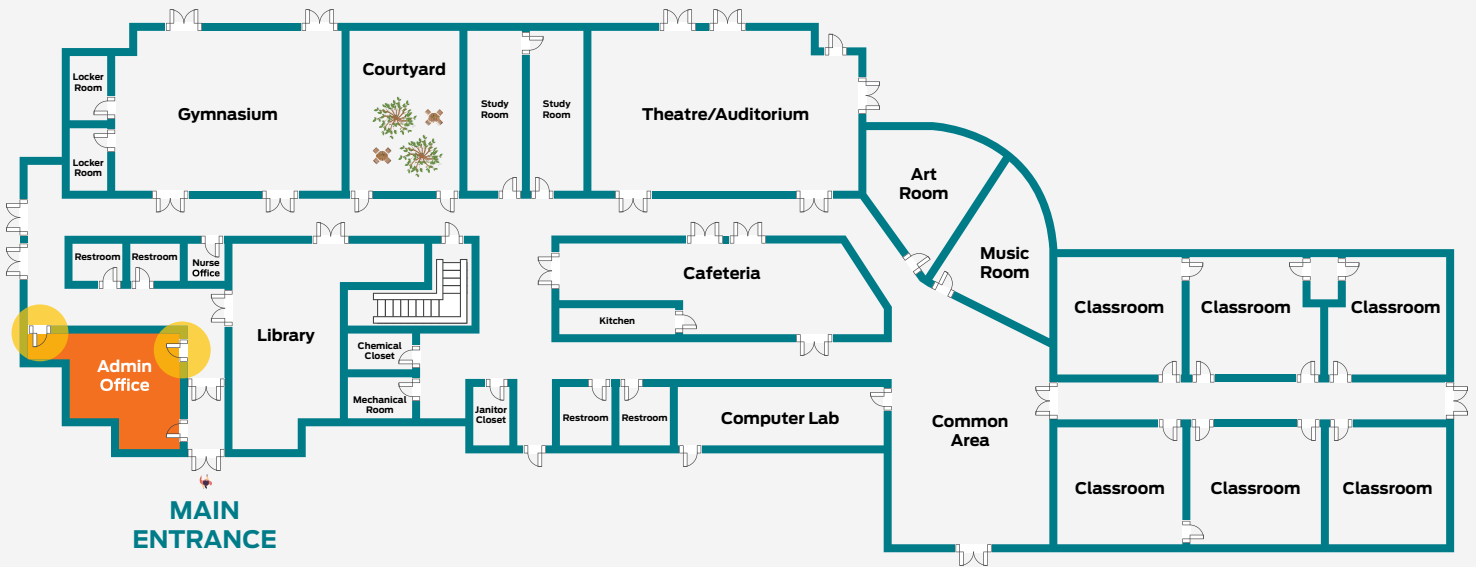 Locker
Room
Locker
Room
Gymnasium
Courtyard
Study
Room
Study
Room
Theatre/Auditorium
Art
Room
Music
Room
Restroom
Restroom
Nurse
Office
Library
Cafeteria
Kitchen
Chemical
Closet
Mechanical
Room
Admin
Office
Janitor
Closet
Restroom
Restroom
Computer Lab
Common
Area
Classroom
Classroom
Classroom
Classroom
Classroom
Classroom
MAIN
ENTRANCE